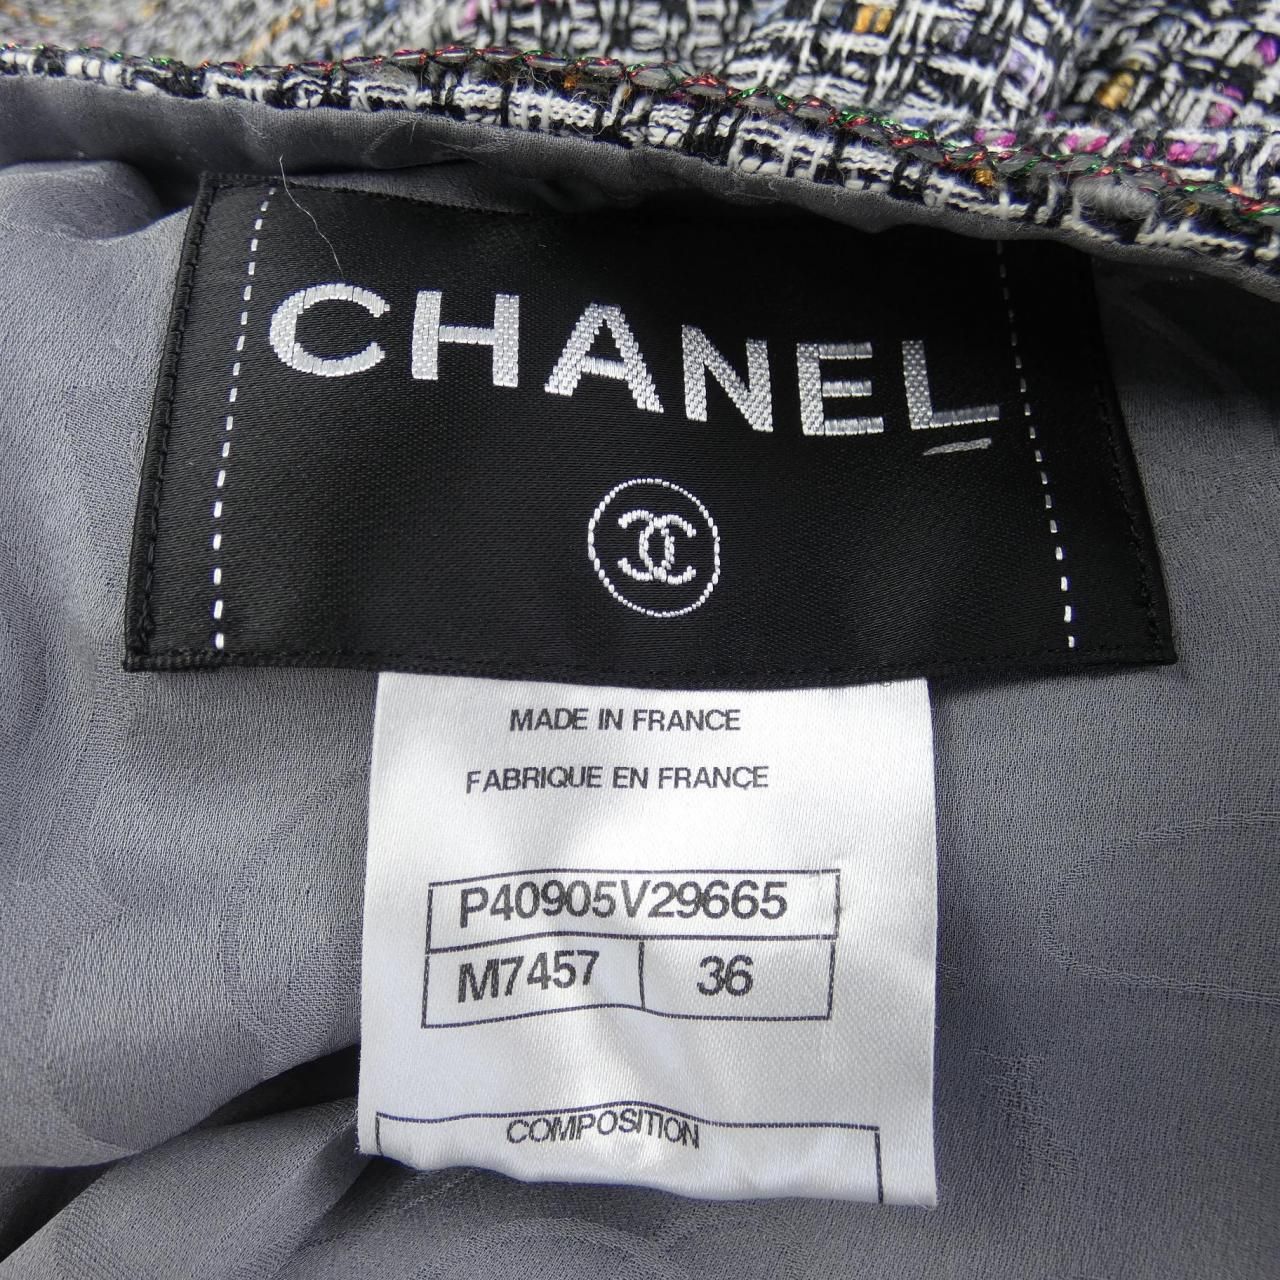 CHANEL
MADE IN FRANCE
FABRIQUE EN FRANCE
P40905V29665
M7457 36
COMPOSITION